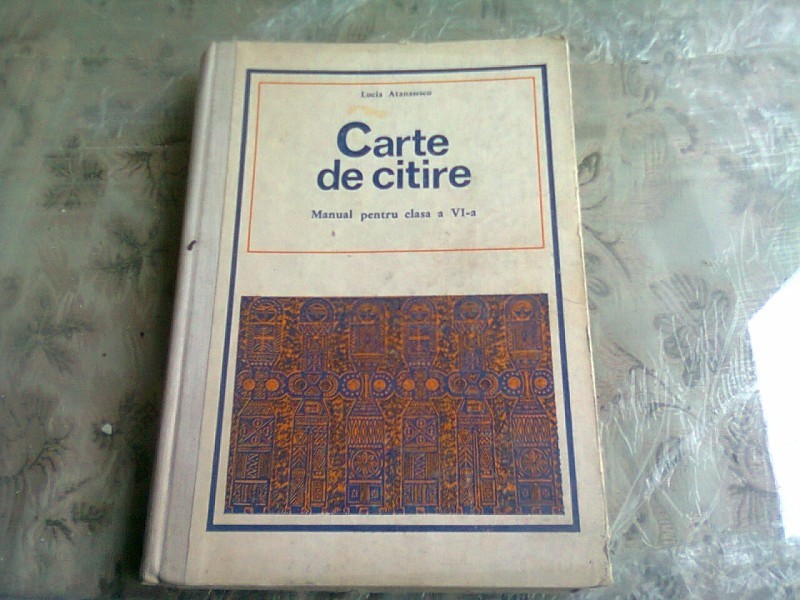 Lucia Atanasescu
Carte
de citire
Manual pentru clasa a VI-a